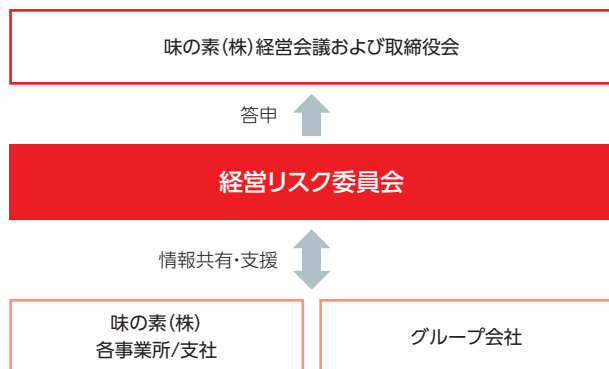 味の素(株)経営会議および取締役会
答申
経営リスク委員会
情報共有・支援
味の素(株)
各事業所/支社
グループ会社